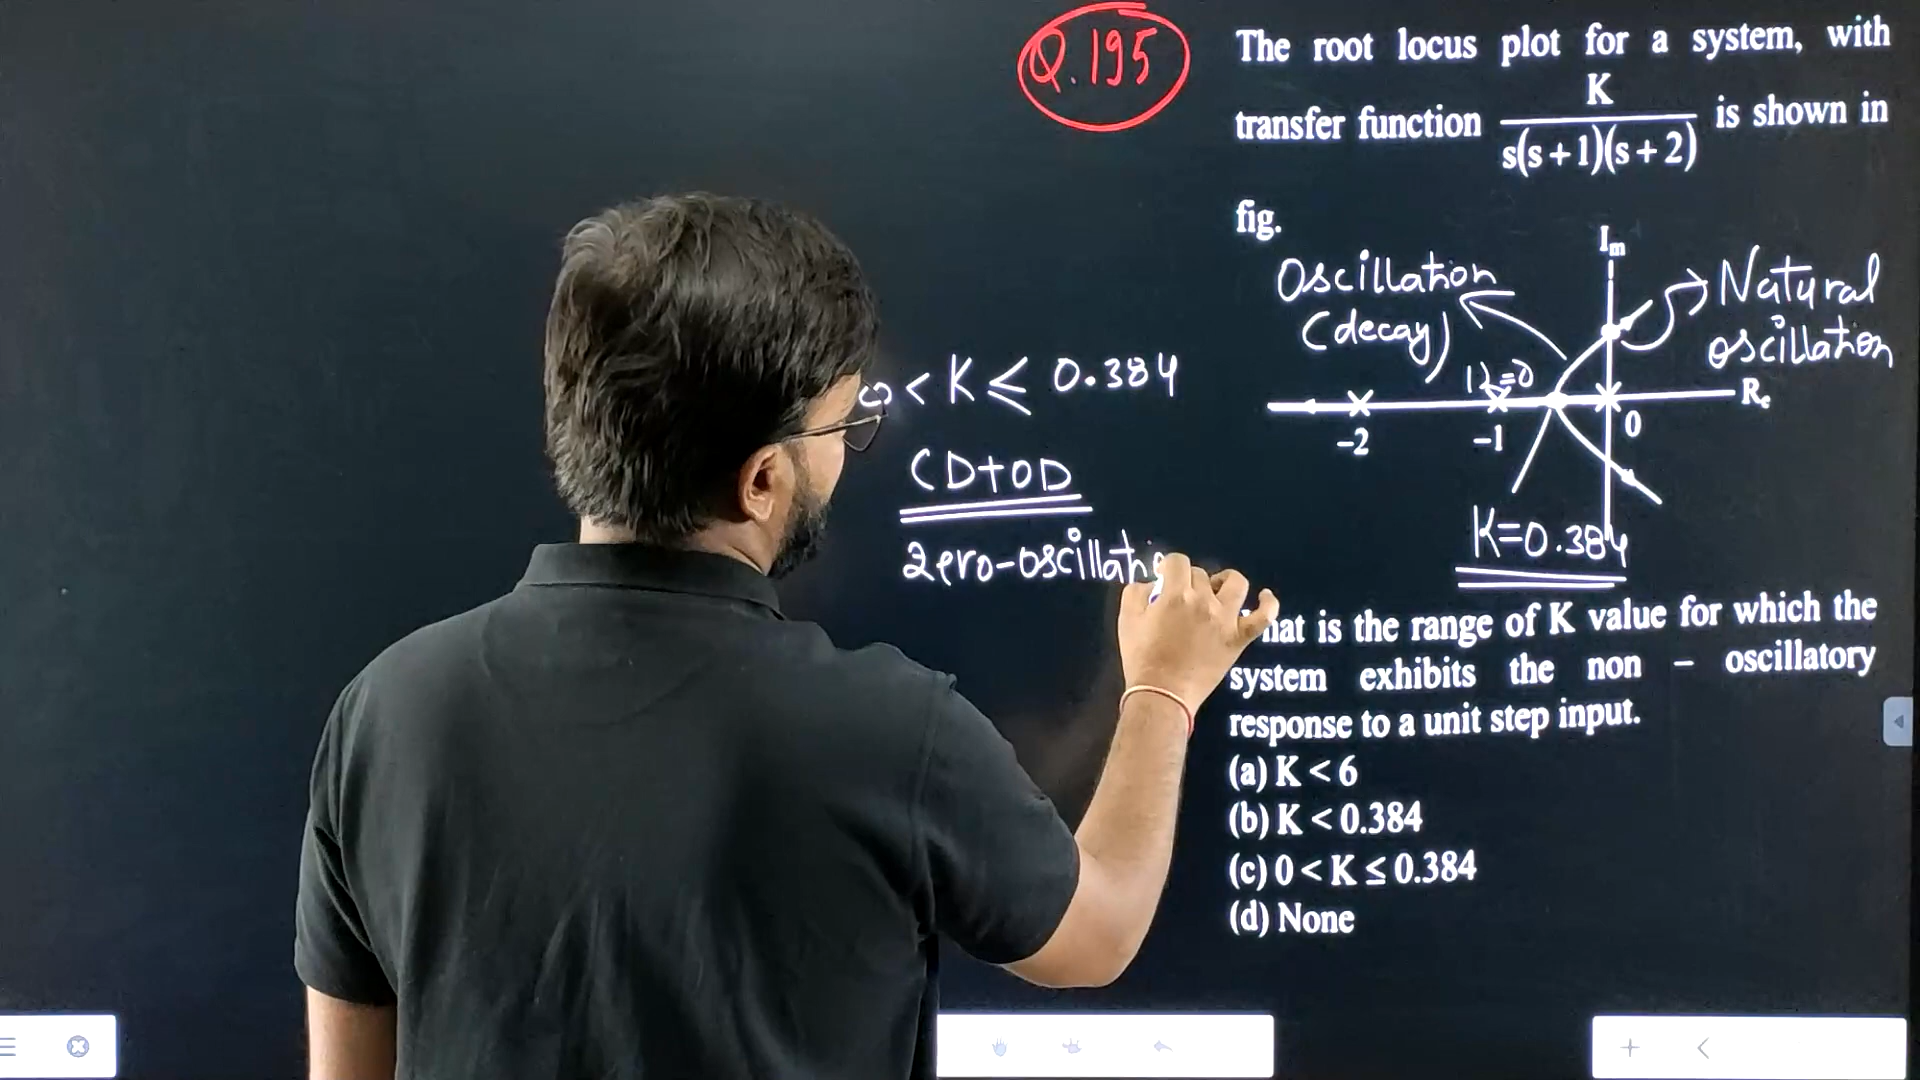 Q.195
The root locus plot for a system, with
transfer function K / s(s + 1)(s + 2) is shown in
fig.
Im
Oscillation
(decay)
Natural
oscillation
Re
-2
-1
0
K=0.384
0 < K ≤ 0.384
CD+OD
Zero-oscillati
is the range of K value for which the
system exhibits the non – oscillatory
response to a unit step input.
(a) K < 6
(b) K < 0.384
(c) 0 < K ≤ 0.384
(d) None